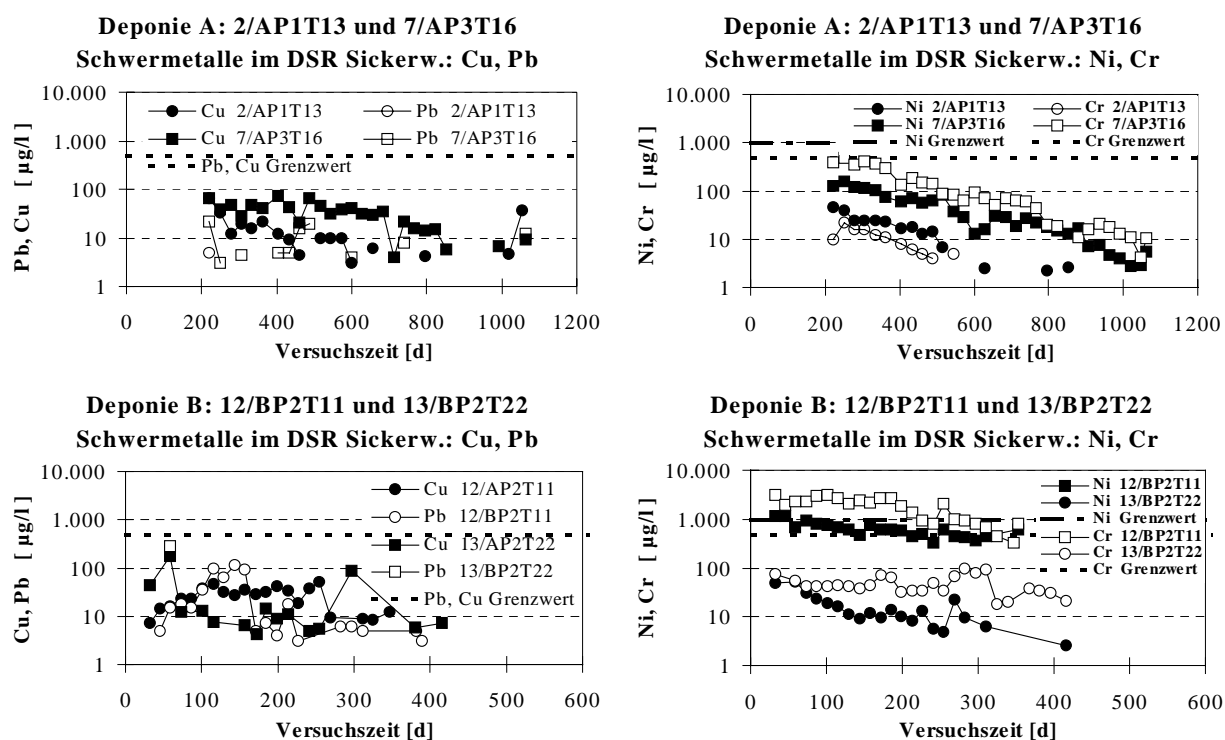 Deponie A: 2/AP1T13 und 7/AP3T16
Schwermetalle im DSR Sickerw.: Cu, Pb
Pb, Cu [ µg/l ]
10.000
1.000
100
10
1
Cu 2/AP1T13
Pb 2/AP1T13
Cu 7/AP3T16
Pb 7/AP3T16
Pb, Cu Grenzwert
0 200 400 600 800 1000 1200
Versuchszeit [d]
Deponie A: 2/AP1T13 und 7/AP3T16
Schwermetalle im DSR Sickerw.: Ni, Cr
Ni, Cr [ µg/l ]
10.000
1.000
100
10
1
Ni 2/AP1T13
Cr 2/AP1T13
Ni 7/AP3T16
Cr 7/AP3T16
Ni Grenzwert
Cr Grenzwert
0 200 400 600 800 1000 1200
Versuchszeit [d]
Deponie B: 12/BP2T11 und 13/BP2T22
Schwermetalle im DSR Sickerw.: Cu, Pb
Cu, Pb [ µg/l ]
10.000
1.000
100
10
1
Cu 12/AP2T11
Pb 12/BP2T11
Cu 13/AP2T22
Pb 13/BP2T22
Pb, Cu Grenzwert
0 100 200 300 400 500 600
Versuchszeit [d]
Deponie B: 12/BP2T11 und 13/BP2T22
Schwermetalle im DSR Sickerw.: Ni, Cr
Ni, Cr [ µg/l ]
10.000
1.000
100
10
1
Ni 12/BP2T11
Ni 13/BP2T22
Ni Grenzwert
Cr 12/BP2T11
Cr 13/BP2T22
Cr Grenzwert
0 100 200 300 400 500 600
Versuchszeit [d]